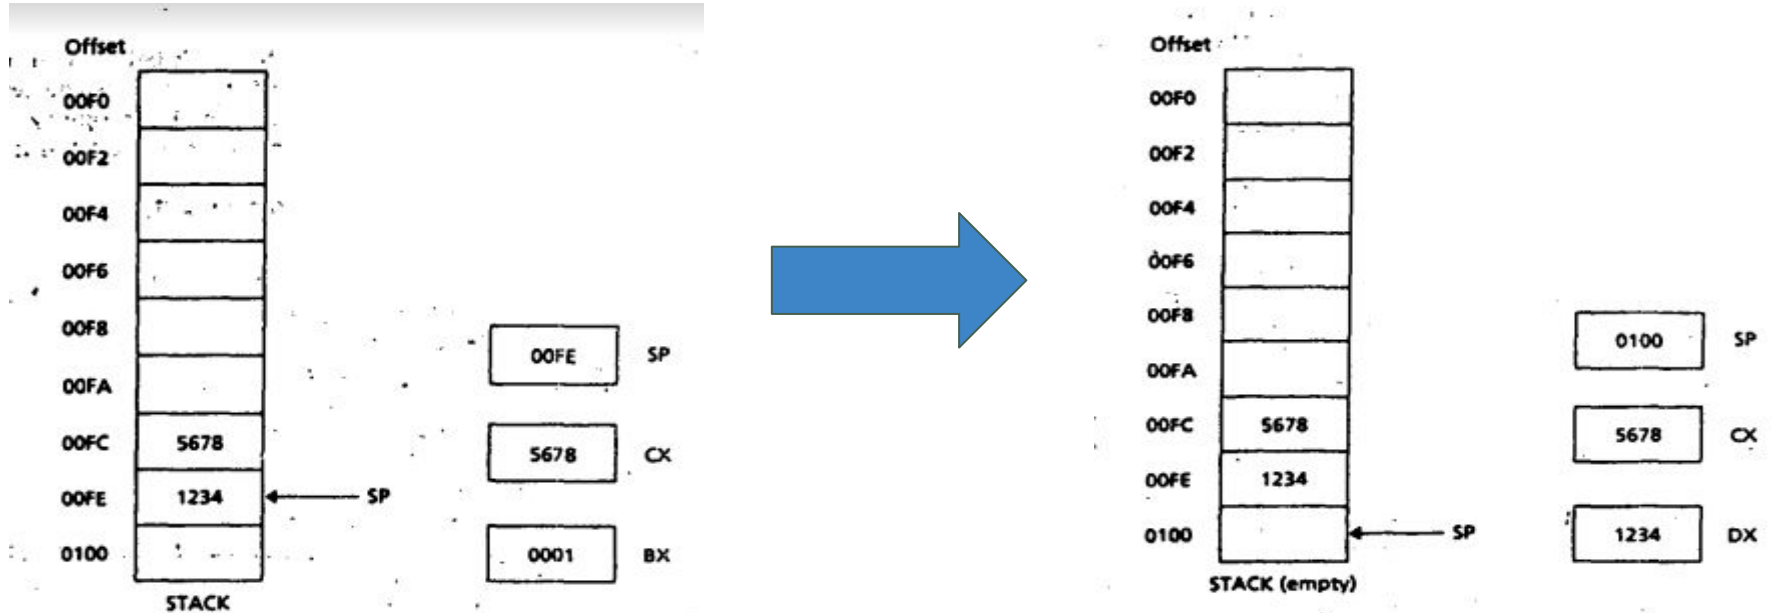 Offset
00F0
00F2
00F4
00F6
00F8
00FA
00FC 5678
00FE 1234 SP
0100
STACK
00FE SP
5678 CX
0001 BX
Offset
00F0
00F2
00F4
00F6
00F8
00FA
00FC 5678
00FE 1234
0100 SP
STACK (empty)
0100 SP
5678 CX
1234 DX